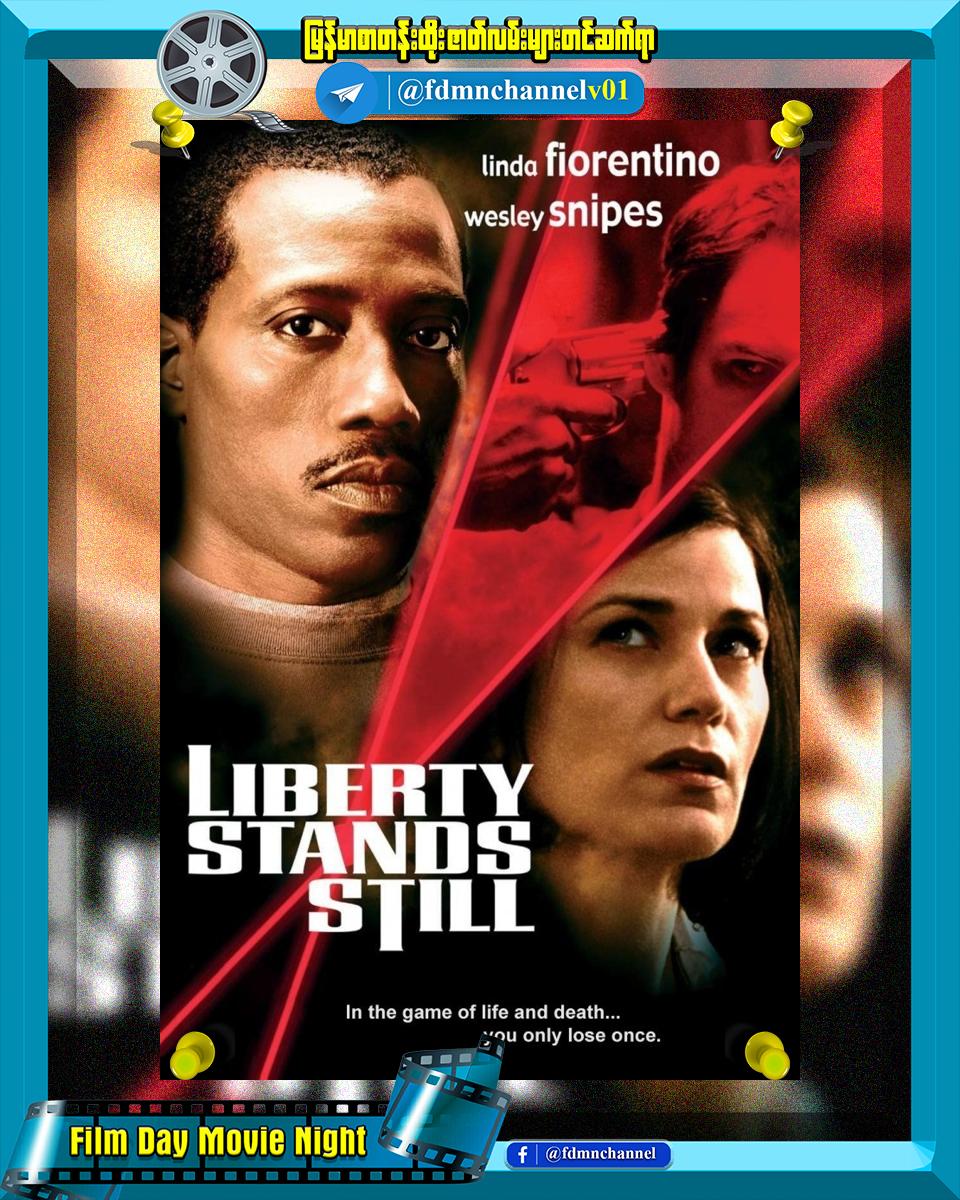 မြန်မာစာတန်းထိုးဇာတ်လမ်းများတင်ဆက်ရာ
@fdmnchannelv01
linda fiorentino
wesley snipes
LIBERTY
STANDS
STILL
In the game of life and death...
you only lose once.
Film Day Movie Night
@fdmnchannel